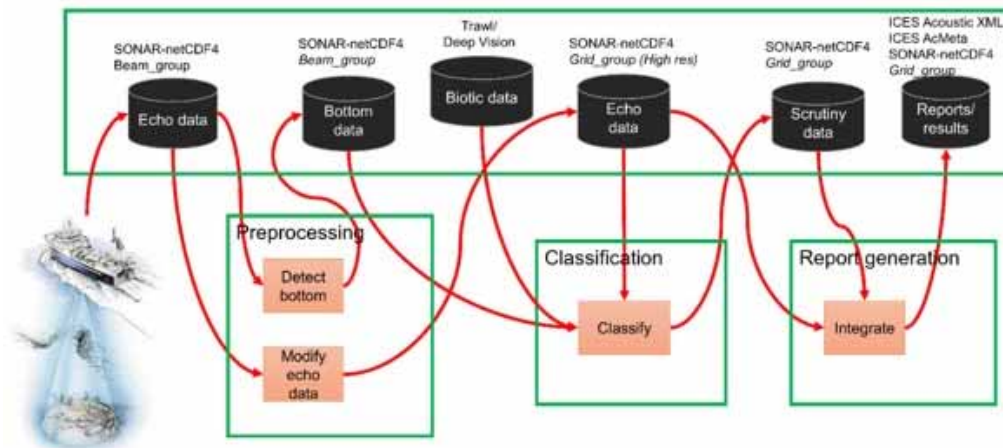 SONAR-netCDF4
Beam_group
Echo data
SONAR-netCDF4
Beam_group
Bottom
data
Trawl/
Deep Vision
Biotic data
SONAR-netCDF4
Grid_group (High res)
Echo
data
SONAR-netCDF4
Grid_group
Scrutiny
data
ICES Acoustic XML
ICES AcMeta
SONAR-netCDF4
Grid_group
Reports/
results
Preprocessing
Detect
bottom
Modify
echo
data
Classification
Classify
Report generation
Integrate